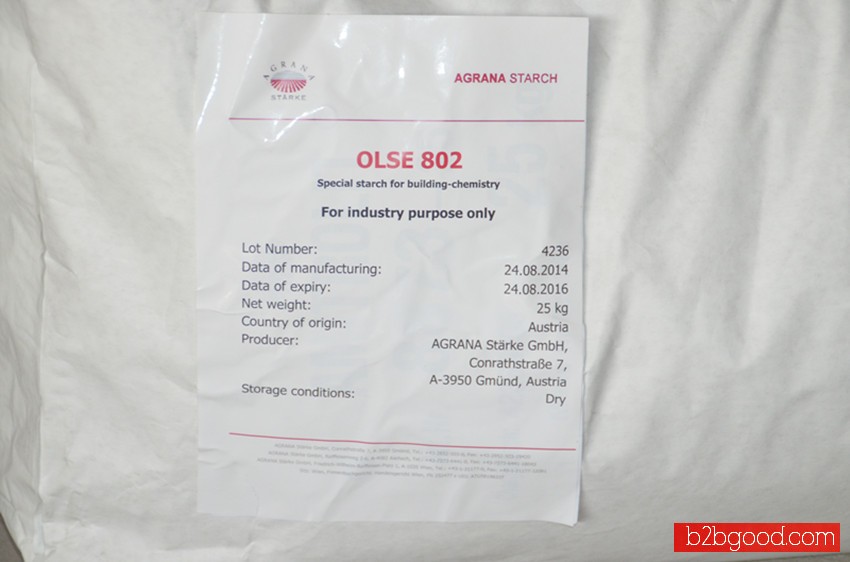 AGRANA
STÄRKE
AGRANA STARCH
OLSE 802
Special starch for building-chemistry
For industry purpose only
Lot Number: 4236
Data of manufacturing: 24.08.2014
Data of expiry: 24.08.2016
Net weight: 25 kg
Country of origin: Austria
Producer: AGRANA Stärke GmbH,
Conrathstraße 7,
A-3950 Gmünd, Austria
Storage conditions: Dry
b2bgood.com